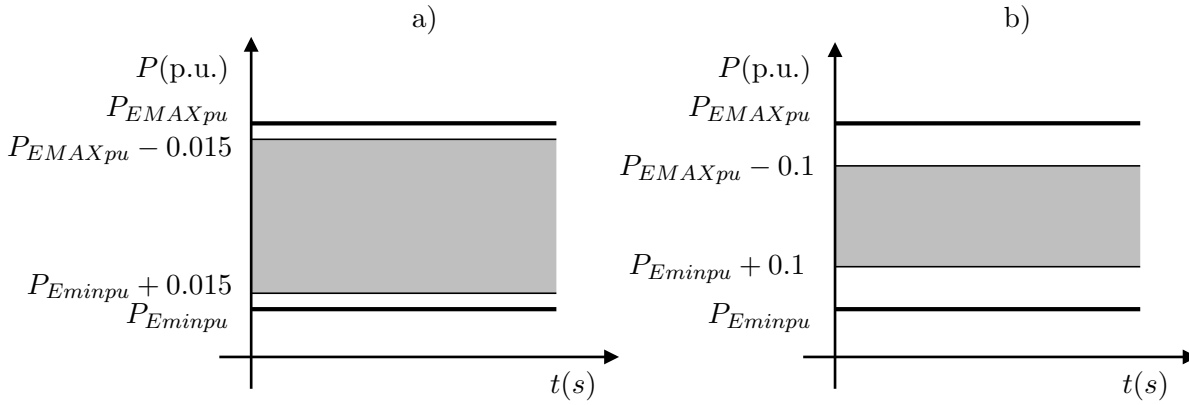 a)
P(p.u.)
P_{EMAXpu}
P_{EMAXpu} − 0.015
P_{Eminpu} + 0.015
P_{Eminpu}
t(s)
b)
P(p.u.)
P_{EMAXpu}
P_{EMAXpu} − 0.1
P_{Eminpu} + 0.1
P_{Eminpu}
t(s)